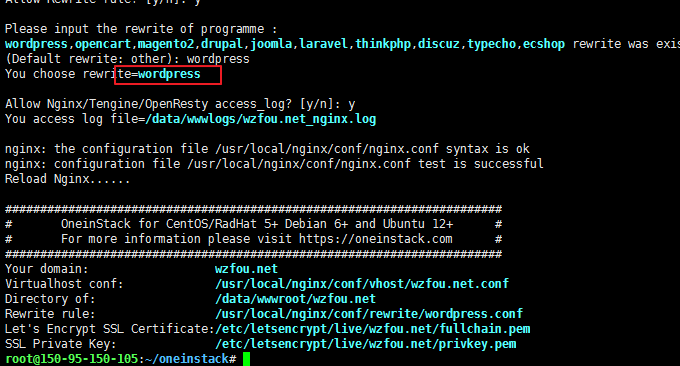 Allow Rewrite rule? [y/n]: y
Please input the rewrite of programme :
wordpress,opencart,magento2,drupal,joomla,laravel,thinkphp,discuz,typecho,ecshop rewrite was exis
(Default rewrite: other): wordpress
You choose rewrite=wordpress
Allow Nginx/Tengine/OpenResty access_log? [y/n]: y
You access log file=/data/wwwlogs/wzfou.net_nginx.log
nginx: the configuration file /usr/local/nginx/conf/nginx.conf syntax is ok
nginx: configuration file /usr/local/nginx/conf/nginx.conf test is successful
Reload Nginx......
#######################################################################
#       OneinStack for CentOS/RadHat 5+ Debian 6+ and Ubuntu 12+      #
#       For more information please visit https://oneinstack.com      #
#######################################################################
Your domain:                  wzfou.net
Virtualhost conf:             /usr/local/nginx/conf/vhost/wzfou.net.conf
Directory of:                 /data/wwwroot/wzfou.net
Rewrite rule:                 /usr/local/nginx/conf/rewrite/wordpress.conf
Let's Encrypt SSL Certificate:/etc/letsencrypt/live/wzfou.net/fullchain.pem
SSL Private Key:              /etc/letsencrypt/live/wzfou.net/privkey.pem
root@150-95-150-105:~/oneinstack#